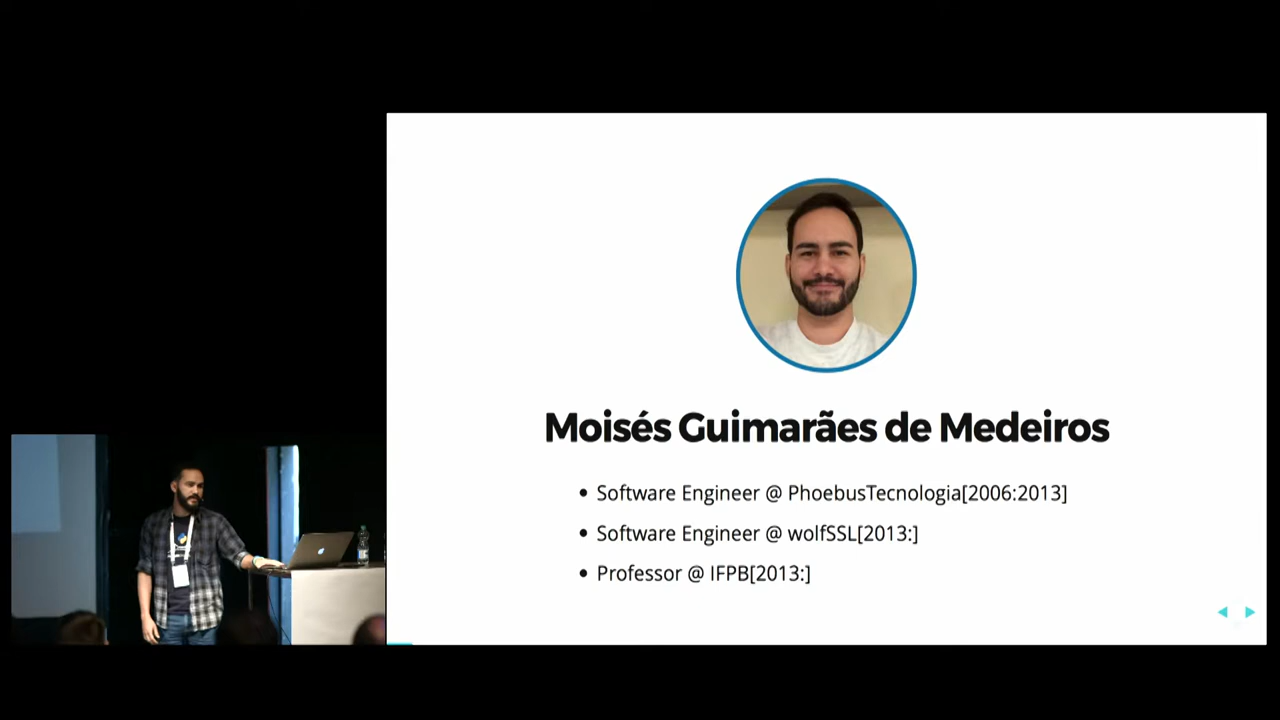 Moisés Guimarães de Medeiros
Software Engineer @ PhoebusTecnologia[2006:2013]
Software Engineer @ wolfSSL[2013:]
Professor @ IFPB[2013:]